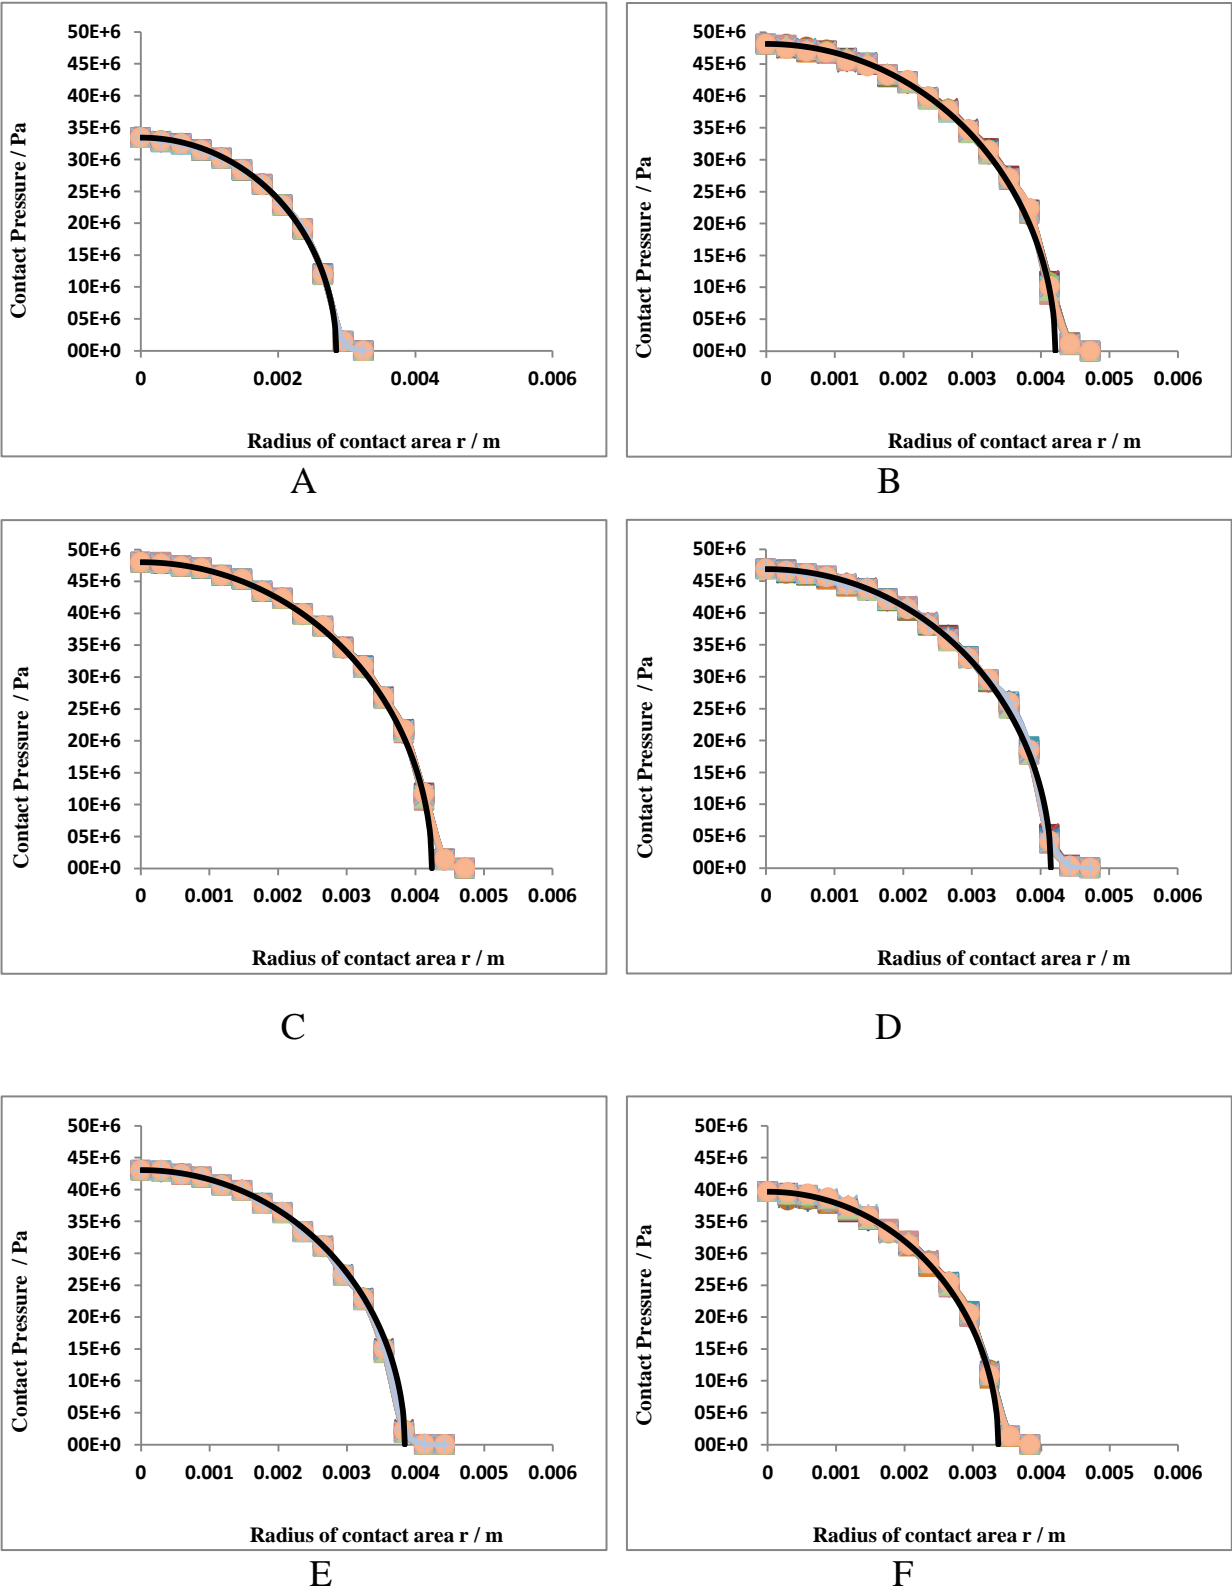 50E+6
45E+6
40E+6
35E+6
30E+6
25E+6
20E+6
15E+6
10E+6
05E+6
00E+0
0 0.002 0.004 0.006
Contact Pressure / Pa
Radius of contact area r / m
A
50E+6
45E+6
40E+6
35E+6
30E+6
25E+6
20E+6
15E+6
10E+6
05E+6
00E+0
0 0.001 0.002 0.003 0.004 0.005 0.006
Contact Pressure / Pa
Radius of contact area r / m
B
50E+6
45E+6
40E+6
35E+6
30E+6
25E+6
20E+6
15E+6
10E+6
05E+6
00E+0
0 0.001 0.002 0.003 0.004 0.005 0.006
Contact Pressure / Pa
Radius of contact area r / m
C
50E+6
45E+6
40E+6
35E+6
30E+6
25E+6
20E+6
15E+6
10E+6
05E+6
00E+0
0 0.001 0.002 0.003 0.004 0.005 0.006
Contact Pressure / Pa
Radius of contact area r / m
D
50E+6
45E+6
40E+6
35E+6
30E+6
25E+6
20E+6
15E+6
10E+6
05E+6
00E+0
0 0.001 0.002 0.003 0.004 0.005 0.006
Contact Pressure / Pa
Radius of contact area r / m
E
50E+6
45E+6
40E+6
35E+6
30E+6
25E+6
20E+6
15E+6
10E+6
05E+6
00E+0
0 0.001 0.002 0.003 0.004 0.005 0.006
Contact Pressure / Pa
Radius of contact area r / m
F